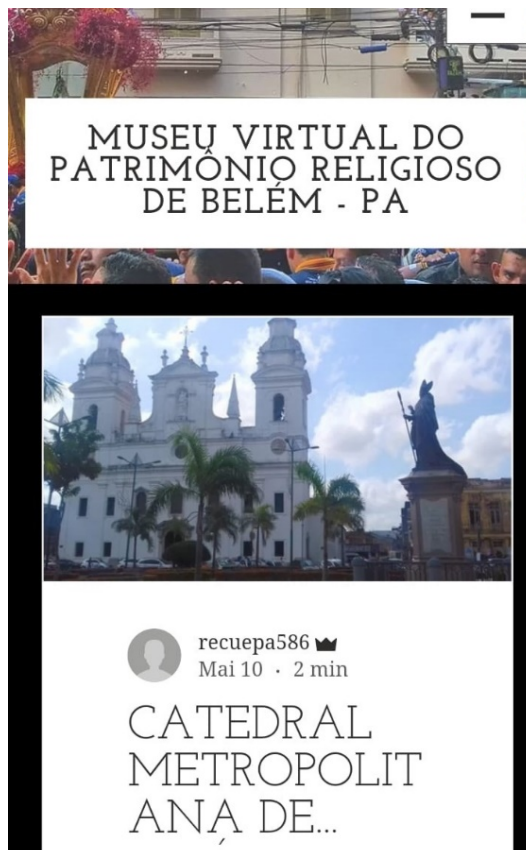 MUSEU VIRTUAL DO
PATRIMÔNIO RELIGIOSO
DE BELÉM - PA
recuepa586
Mai 10 · 2 min
CATEDRAL
METROPOLIT
ANA DE...